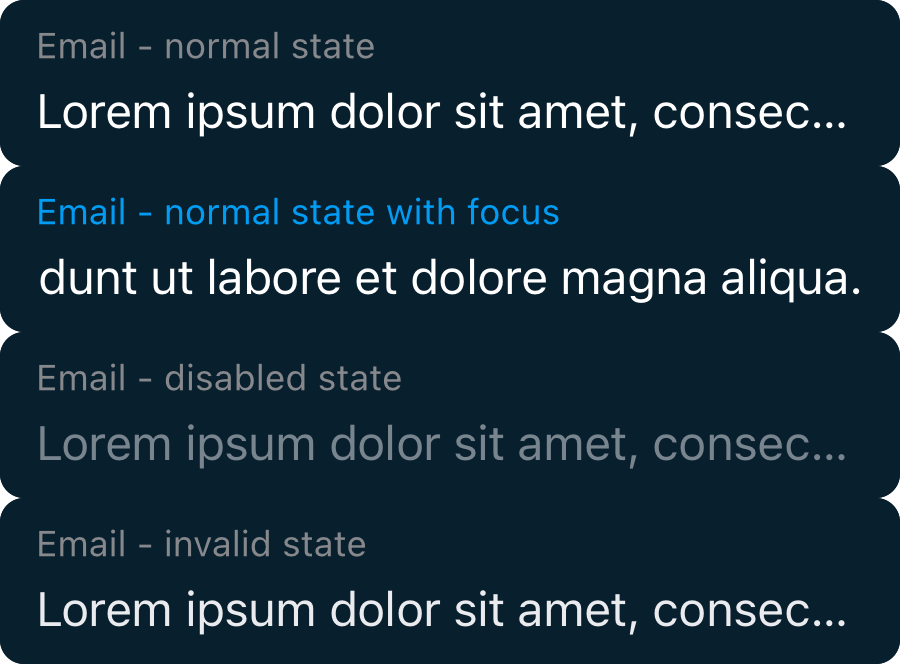 Email - normal state
Lorem ipsum dolor sit amet, consec...
Email - normal state with focus
dunt ut labore et dolore magna aliqua.
Email - disabled state
Lorem ipsum dolor sit amet, consec...
Email - invalid state
Lorem ipsum dolor sit amet, consec...